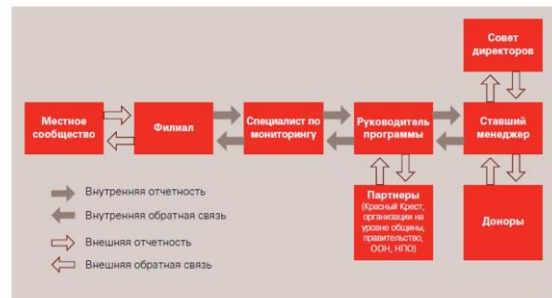 Совет
директоров
Местное
сообщество
Филиал
Специалист по
мониторингу
Руководитель
программы
Ставший
менеджер
Партнеры
(Красный Крест,
организации на
уровне общины,
правительство,
ООН, НПО)
Доноры
Внутренняя отчетность
Внутренняя обратная связь
Внешняя отчетность
Внешняя обратная связь